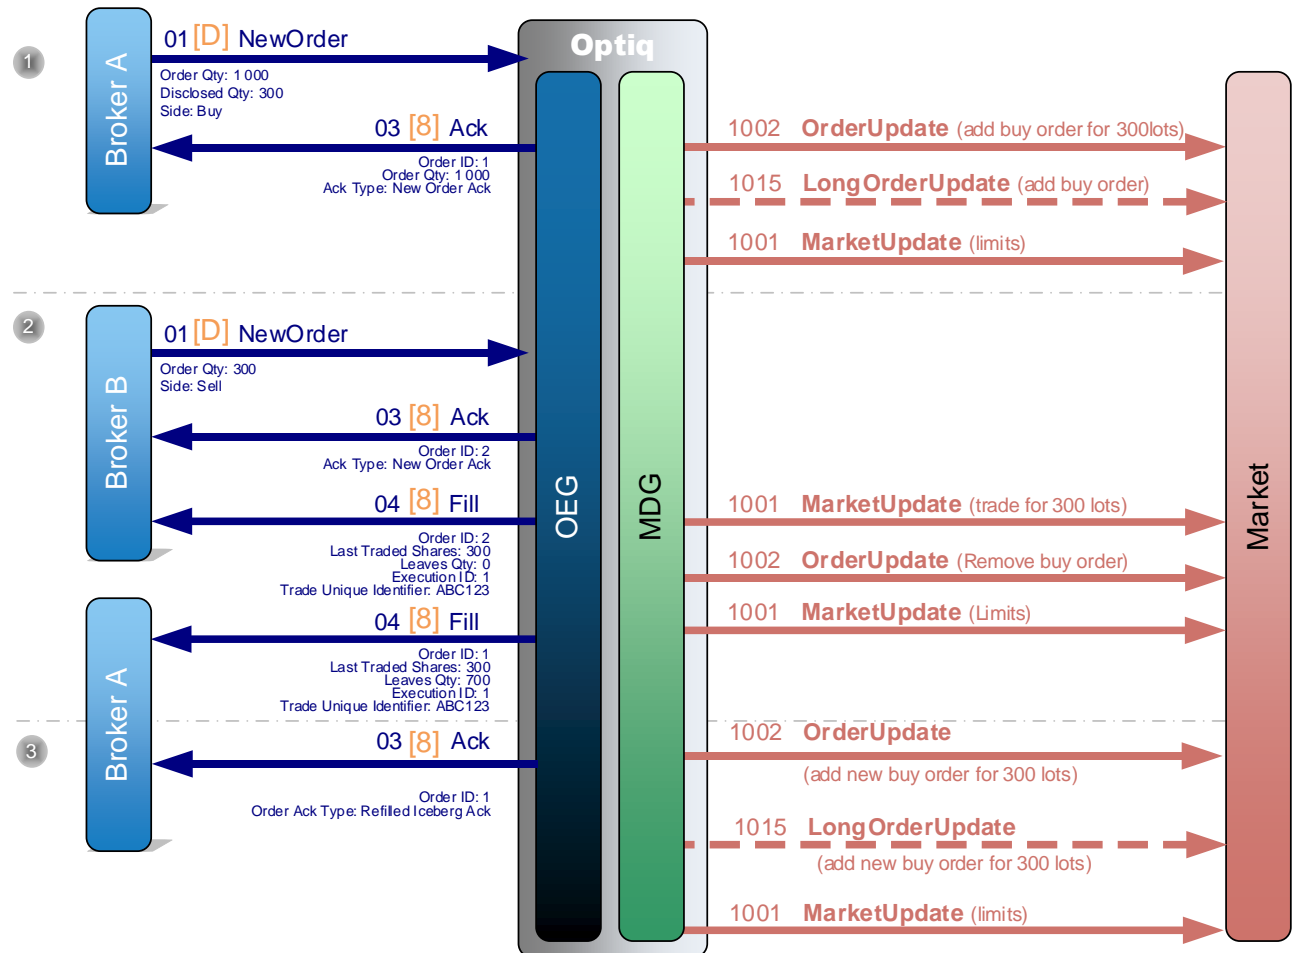 Optiq
1
Broker A
01 [D] NewOrder
Order Qty: 1 000
Disclosed Qty: 300
Side: Buy
03 [8] Ack
Order ID: 1
Order Qty: 1 000
Ack Type: New Order Ack
1002 OrderUpdate (add buy order for 300lots)
1015 LongOrderUpdate (add buy order)
1001 MarketUpdate (limits)
2
Broker B
01 [D] NewOrder
Order Qty: 300
Side: Sell
03 [8] Ack
Order ID: 2
Ack Type: New Order Ack
04 [8] Fill
Order ID: 2
Last Traded Shares: 300
Leaves Qty: 0
Execution ID: 1
Trade Unique Identifier: ABC123
OEG
MDG
Market
1001 MarketUpdate (trade for 300 lots)
1002 OrderUpdate (Remove buy order)
1001 MarketUpdate (Limits)
Broker A
04 [8] Fill
Order ID: 1
Last Traded Shares: 300
Leaves Qty: 700
Execution ID: 1
Trade Unique Identifier: ABC123
3
03 [8] Ack
Order ID: 1
Order Ack Type: Refilled Iceberg Ack
1002 OrderUpdate
(add new buy order for 300 lots)
1015 LongOrderUpdate
(add new buy order for 300 lots)
1001 MarketUpdate (limits)